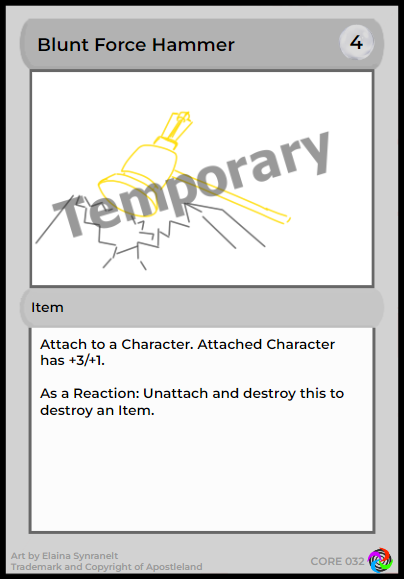 Blunt Force Hammer
4
Temporary
Item
Attach to a Character. Attached Character
has +3/+1.
As a Reaction: Unattach and destroy this to
destroy an Item.
Art by Elaina Synranelt
Trademark and Copyright of Apostleland
CORE 032